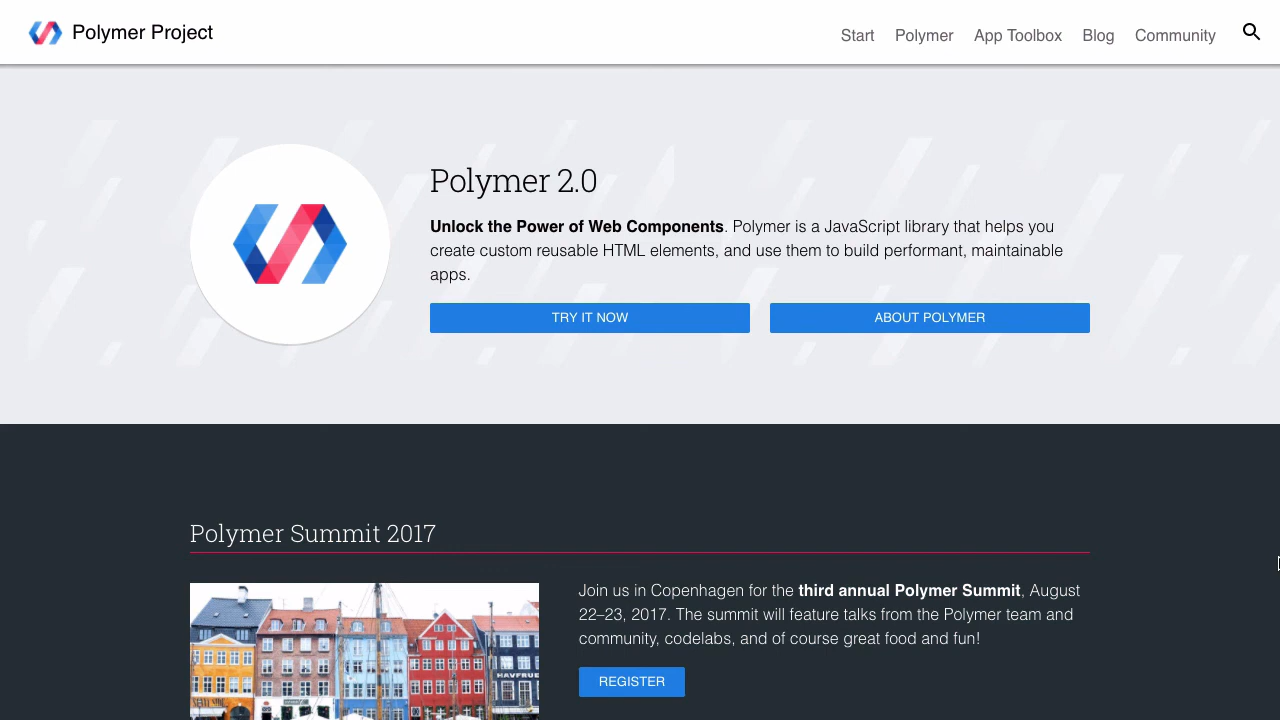 Polymer Project
Start Polymer App Toolbox Blog Community
Polymer 2.0
Unlock the Power of Web Components. Polymer is a JavaScript library that helps you
create custom reusable HTML elements, and use them to build performant, maintainable
apps.
TRY IT NOW
ABOUT POLYMER
Polymer Summit 2017
Join us in Copenhagen for the third annual Polymer Summit, August
22–23, 2017. The summit will feature talks from the Polymer team and
community, codelabs, and of course great food and fun!
HAVFRUE
REGISTER